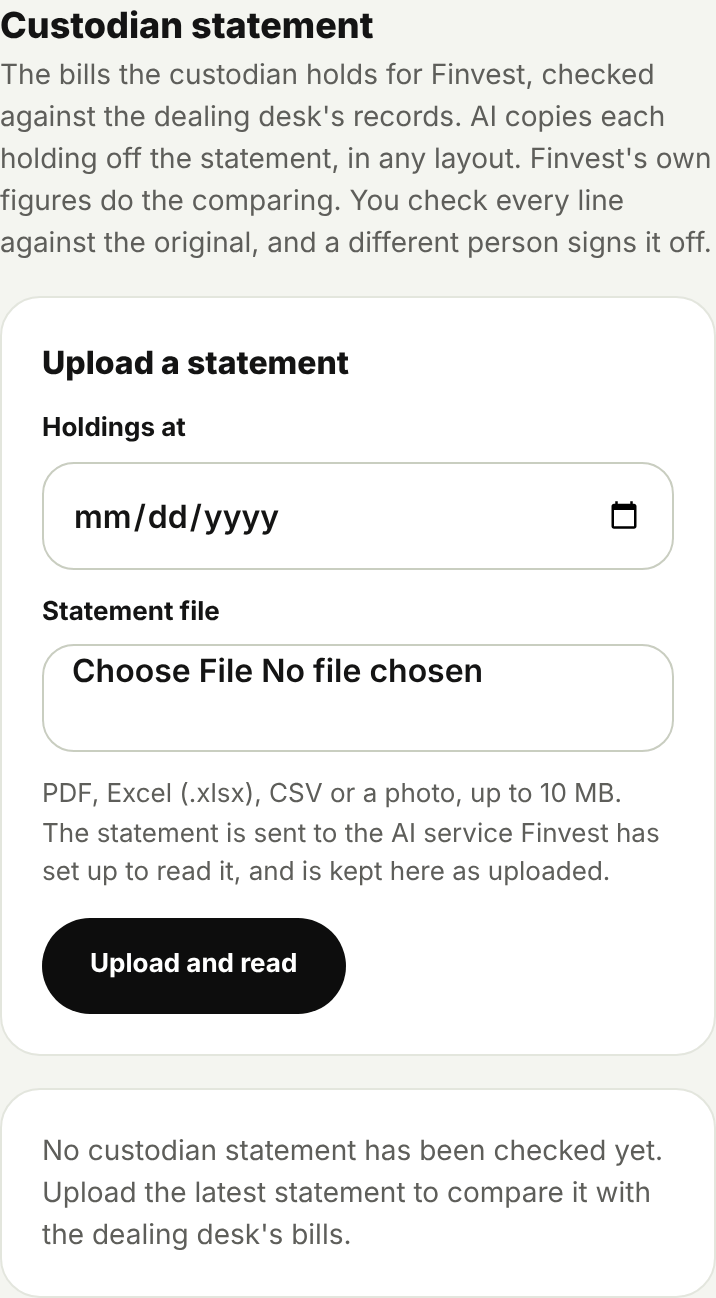 Custodian statement
The bills the custodian holds for Finvest, checked
against the dealing desk's records. AI copies each
holding off the statement, in any layout. Finvest's own
figures do the comparing. You check every line
against the original, and a different person signs it off.
Upload a statement
Holdings at
mm/dd/yyyy
Statement file
Choose File No file chosen
PDF, Excel (.xlsx), CSV or a photo, up to 10 MB.
The statement is sent to the AI service Finvest has
set up to read it, and is kept here as uploaded.
Upload and read
No custodian statement has been checked yet.
Upload the latest statement to compare it with
the dealing desk's bills.